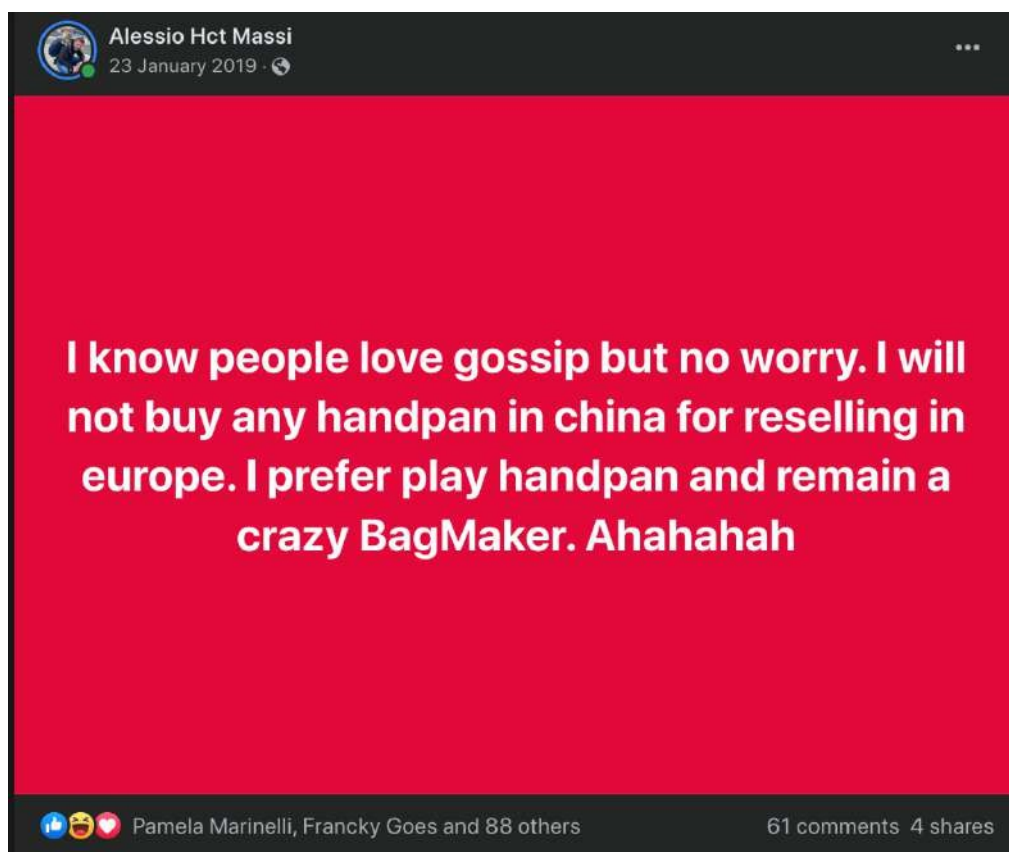 Alessio Hct Massi
23 January 2019 ·
I know people love gossip but no worry. I will
not buy any handpan in china for reselling in
europe. I prefer play handpan and remain a
crazy BagMaker. Ahahahah
Pamela Marinelli, Francky Goes and 88 others
61 comments 4 shares